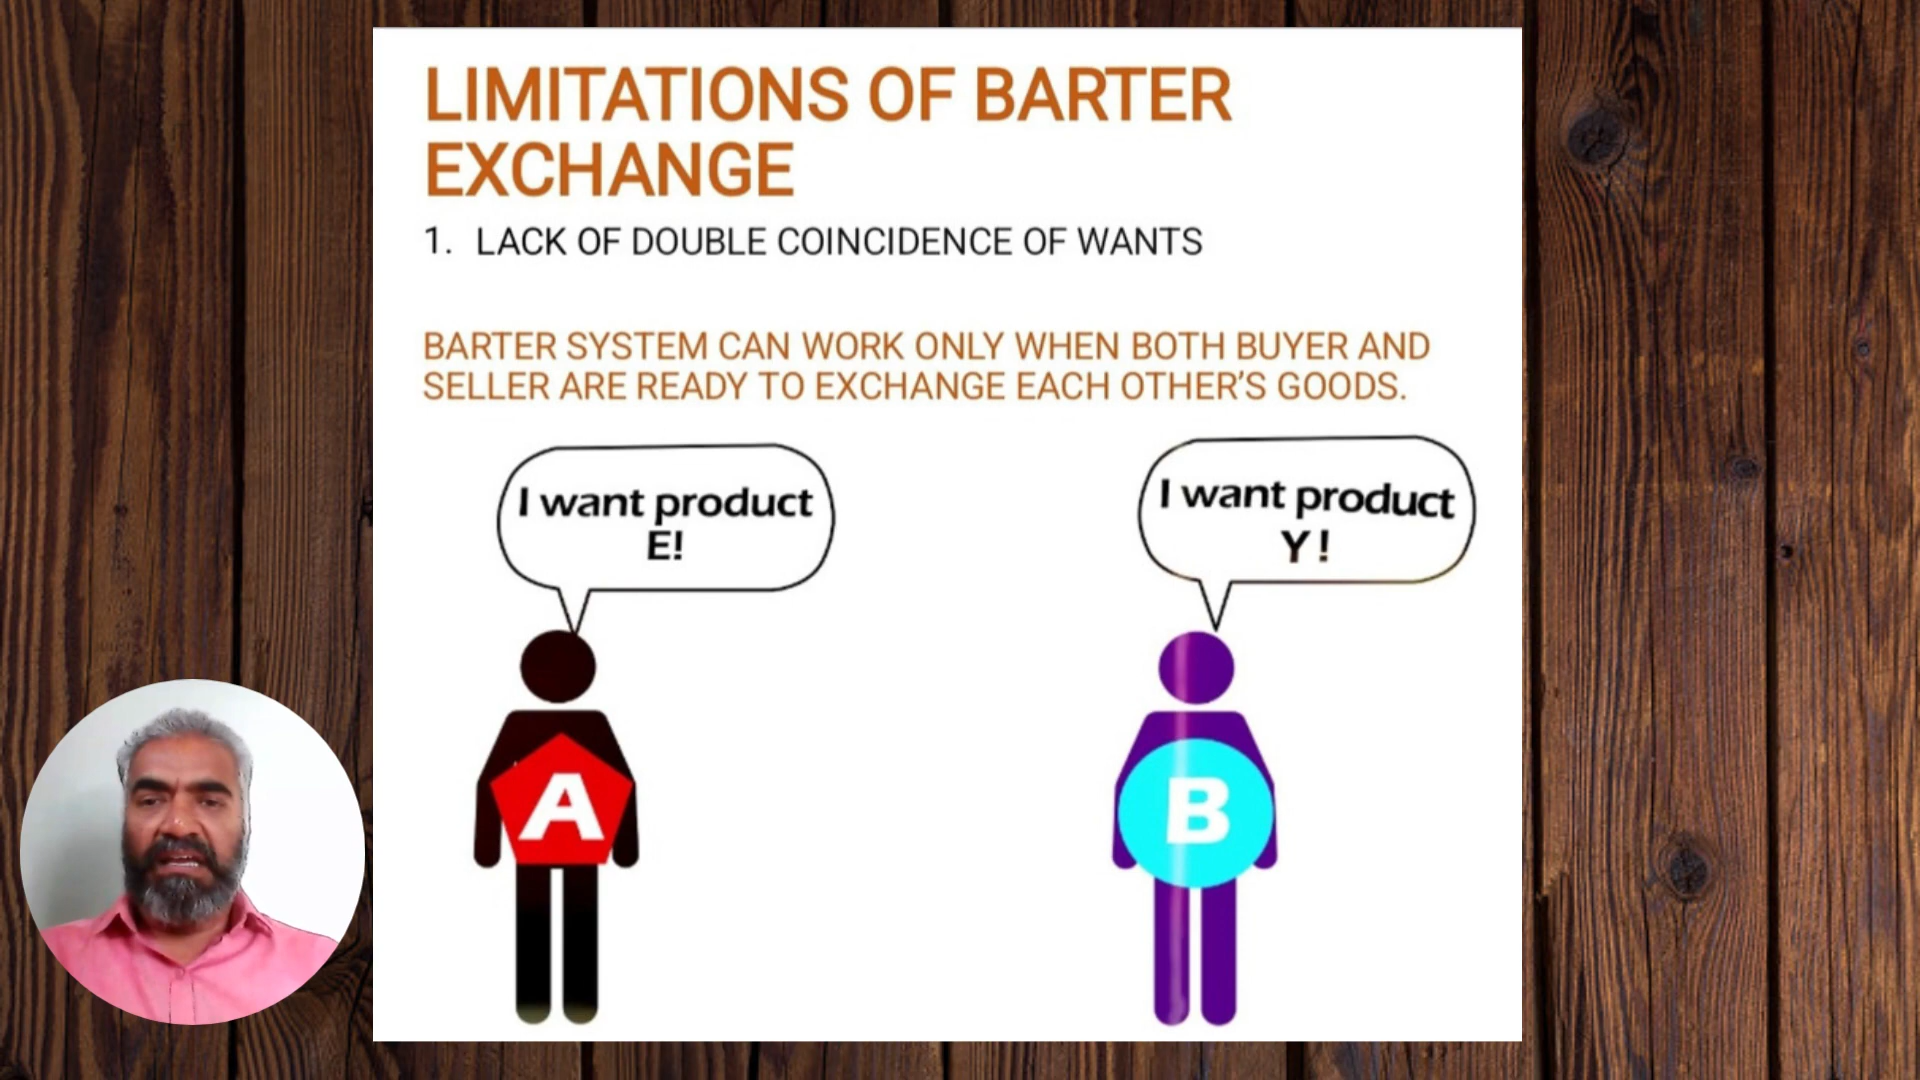 LIMITATIONS OF BARTER
EXCHANGE
1. LACK OF DOUBLE COINCIDENCE OF WANTS
BARTER SYSTEM CAN WORK ONLY WHEN BOTH BUYER AND
SELLER ARE READY TO EXCHANGE EACH OTHER'S GOODS.
I want product
E!
I want product
Y !
A
B